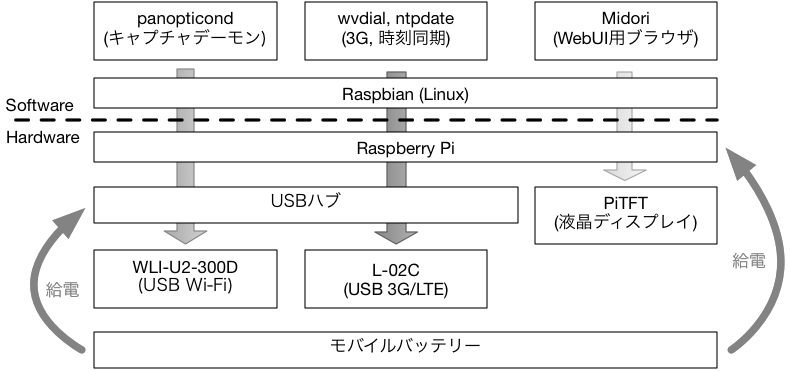 panopticond
(キャプチャデーモン)
wvdial, ntpdate
(3G, 時刻同期)
Midori
(WebUI用ブラウザ)
Raspbian (Linux)
Software
Hardware
Raspberry Pi
USBハブ
PiTFT
(液晶ディスプレイ)
WLI-U2-300D
(USB Wi-Fi)
L-02C
(USB 3G/LTE)
給電
給電
モバイルバッテリー